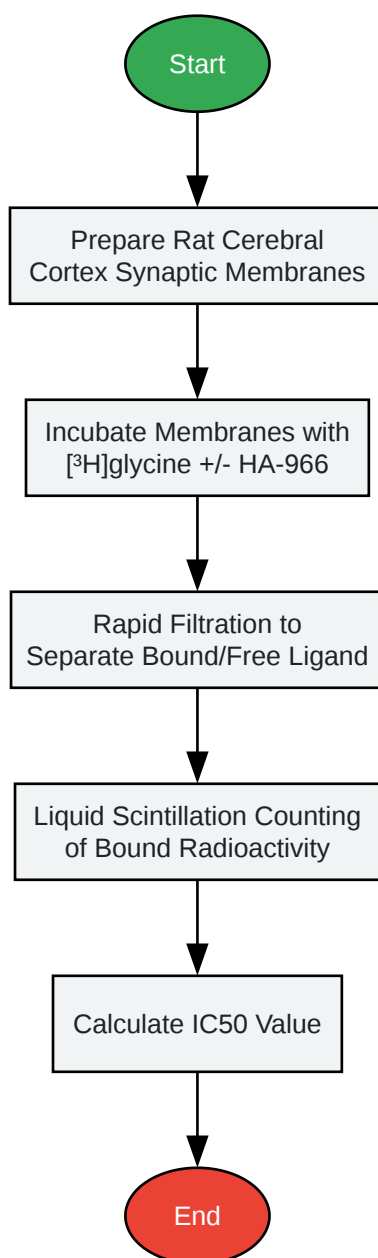 Start
Prepare Rat Cerebral
Cortex Synaptic Membranes
Incubate Membranes with
[³H]glycine +/- HA-966
Rapid Filtration to
Separate Bound/Free Ligand
Liquid Scintillation Counting
of Bound Radioactivity
Calculate IC50 Value
End